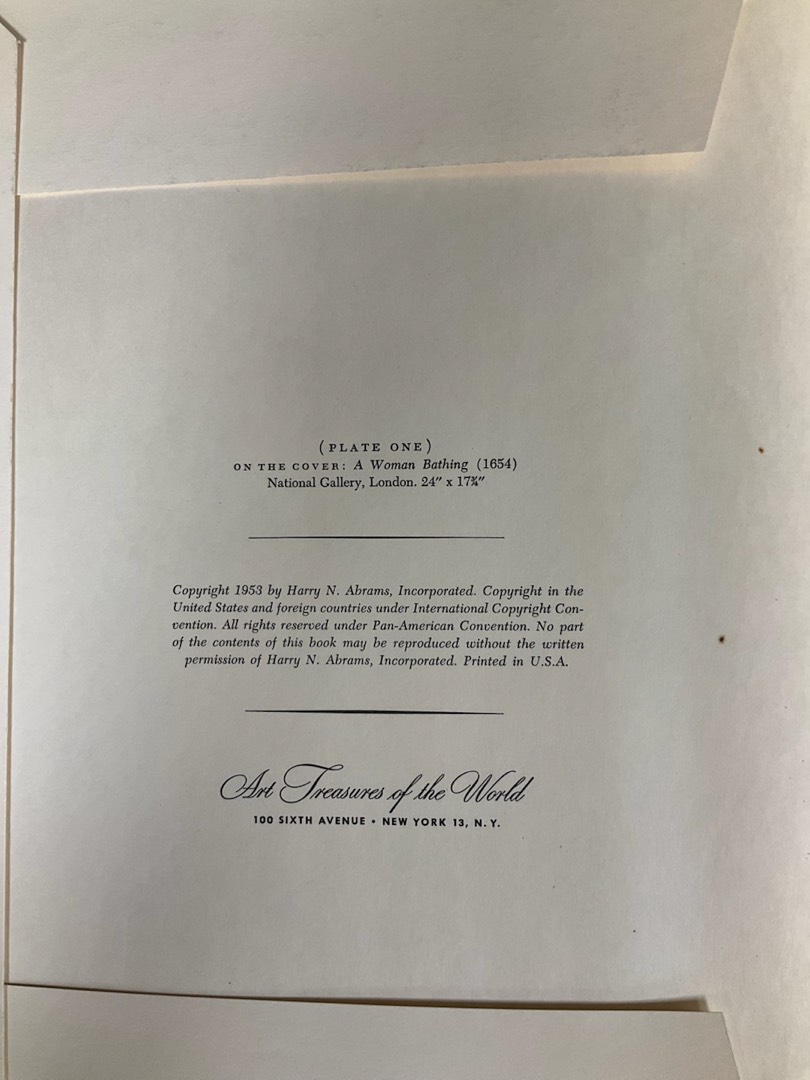 (PLATE ONE)
ON THE COVER: A Woman Bathing (1654)
National Gallery, London. 24″ x 17¾″
Copyright 1953 by Harry N. Abrams, Incorporated. Copyright in the
United States and foreign countries under International Copyright Con-
vention. All rights reserved under Pan-American Convention. No part
of the contents of this book may be reproduced without the written
permission of Harry N. Abrams, Incorporated. Printed in U.S.A.
Art Treasures of the World
100 SIXTH AVENUE • NEW YORK 13, N.Y.